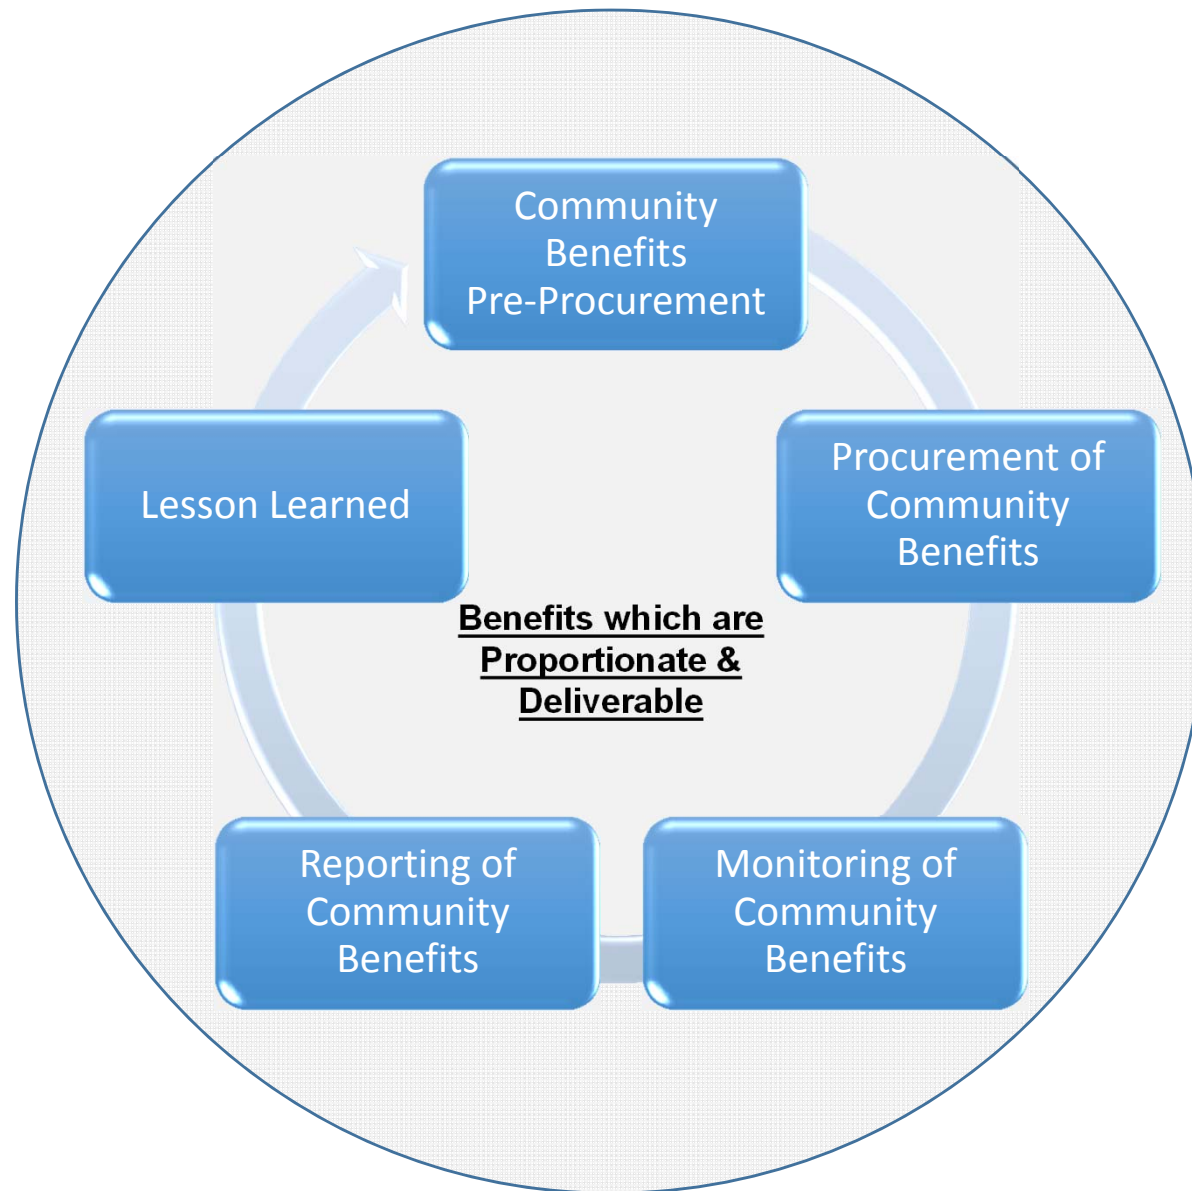 Community
Benefits
Pre-Procurement
Procurement of
Community
Benefits
Monitoring of
Community
Benefits
Reporting of
Community
Benefits
Lesson Learned
Benefits which are
Proportionate &
Deliverable